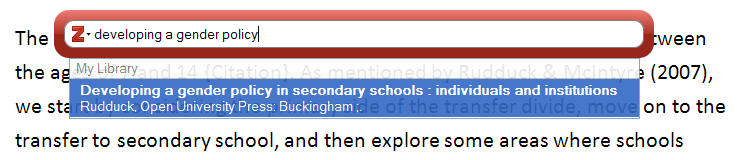 The
developing a gender policy
tween
My Library
the ag and 14 {Citation}. As mentioned by Rudduck & McIntyre (2007),
Developing a gender policy in secondary schools : individuals and institutions
Rudduck, Open University Press: Buckingham ;.
we sta de of the transfer divide, move on to the
transfer to secondary school, and then explore some areas where schools